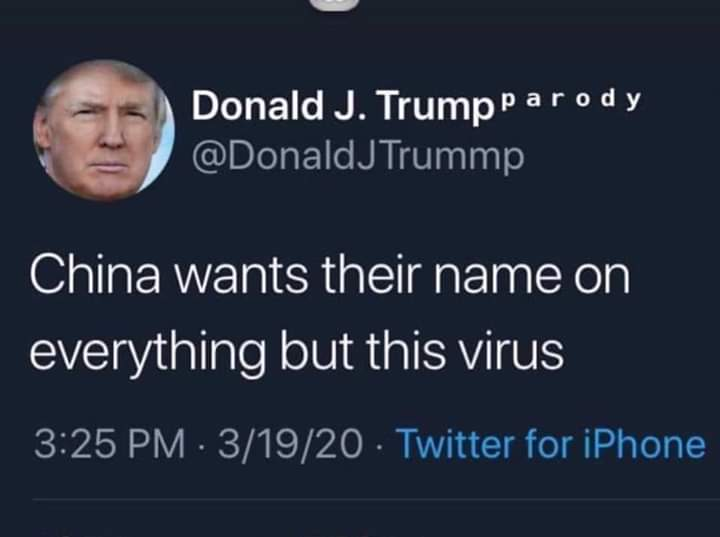 Donald J. Trump ᵖ ᵃ ʳ ᵒ ᵈ ʸ
@DonaldJTrummp
China wants their name on
everything but this virus
3:25 PM · 3/19/20 · Twitter for iPhone